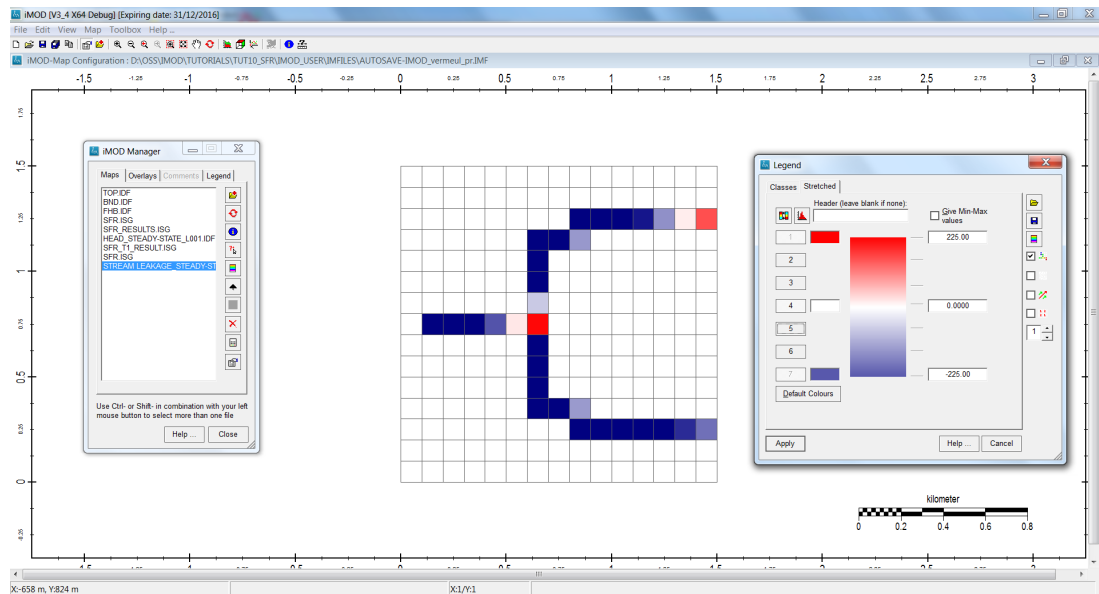 iMOD [V3_4 X64 Debug] [Expiring date: 31/12/2016]
File Edit View Map Toolbox Help ..
iMOD-Map Configuration : D:\OSS\IMOD\TUTORIALS\TUT10_SFR\IMOD_USER\IMFILES\AUTOSAVE-IMOD_vermeul_pr.IMF
-1.5 -1.25 -1 -0.75 -0.5 -0.25 0 0.25 0.5 0.75 1 1.25 1.5 1.75 2 2.25 2.5 2.75 3
1.75
1.5
1.25
1
0.75
0.5
0.25
0
-0.25
iMOD Manager
Maps Overlays Comments Legend
TOP.IDF
BND.IDF
FHB.IDF
SFR.ISG
SFR_RESULTS.ISG
HEAD_STEADY-STATE_L001.IDF
SFR_T1_RESULT.ISG
SFR.ISG
STREAM LEAKAGE_STEADY-ST
Use Ctrl- or Shift- in combination with your left
mouse button to select more than one file
Help ... Close
Legend
Classes Stretched
Header (leave blank if none):
Give Min-Max
values
1 225.00
2
3
4 0.0000
5
6
7 -225.00
Default Colours
1
Apply Help ... Cancel
kilometer
0 0.2 0.4 0.6 0.8
X:-658 m, Y:824 m X:1/Y:1